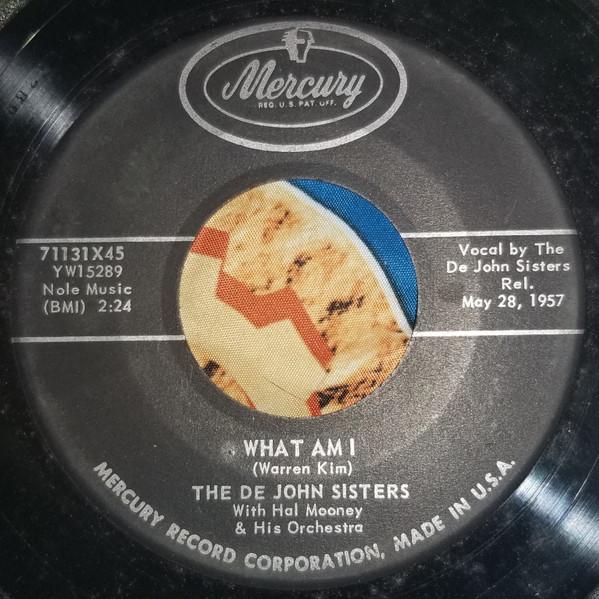 Mercury
REG. U.S. PAT. OFF.
71131X45
YW15289
Nole Music
(BMI) 2:24
Vocal by The
De John Sisters
Rel.
May 28, 1957
WHAT AM I
(Warren Kim)
THE DE JOHN SISTERS
With Hal Mooney
& His Orchestra
MERCURY RECORD CORPORATION, MADE IN U.S.A.